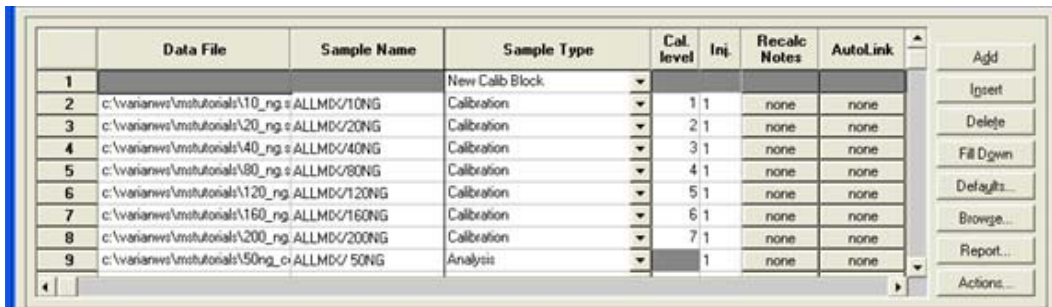 Data File Sample Name Sample Type Cal. level Inj. Recalc Notes AutoLink
1 New Calib Block
2 c:\varianws\mstutorials\10_ng.s ALLMIX/10NG Calibration 1 1 none none
3 c:\varianws\mstutorials\20_ng.s ALLMIX/20NG Calibration 2 1 none none
4 c:\varianws\mstutorials\40_ng.s ALLMIX/40NG Calibration 3 1 none none
5 c:\varianws\mstutorials\80_ng.s ALLMIX/80NG Calibration 4 1 none none
6 c:\varianws\mstutorials\120_ng. ALLMIX/120NG Calibration 5 1 none none
7 c:\varianws\mstutorials\160_ng. ALLMIX/160NG Calibration 6 1 none none
8 c:\varianws\mstutorials\200_ng. ALLMIX/200NG Calibration 7 1 none none
9 c:\varianws\mstutorials\50ng_c ALLMIX/ 50NG Analysis 1 none none
Add
Insert
Delete
Fill Down
Defaults...
Browse...
Report...
Actions...